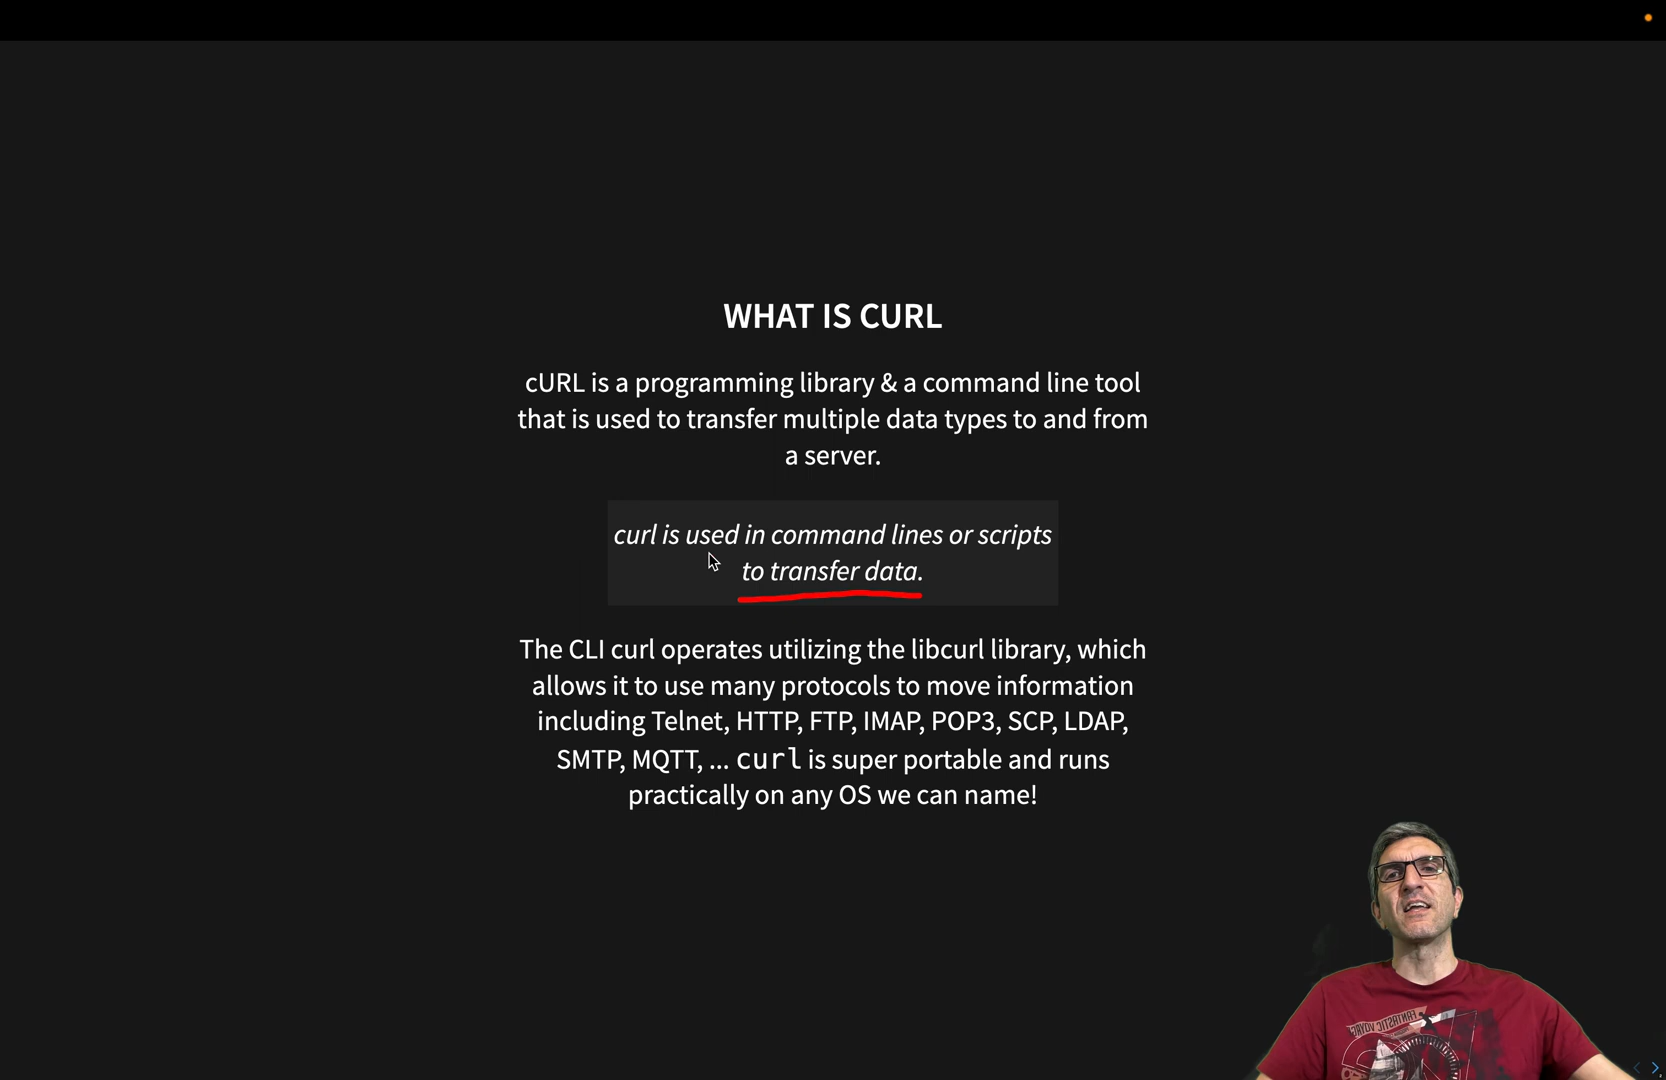 WHAT IS CURL
cURL is a programming library & a command line tool
that is used to transfer multiple data types to and from
a server.
curl is used in command lines or scripts
to transfer data.
The CLI curl operates utilizing the libcurl library, which
allows it to use many protocols to move information
including Telnet, HTTP, FTP, IMAP, POP3, SCP, LDAP,
SMTP, MQTT, ... curl is super portable and runs
practically on any OS we can name!
FANTASTIC VOYAGE